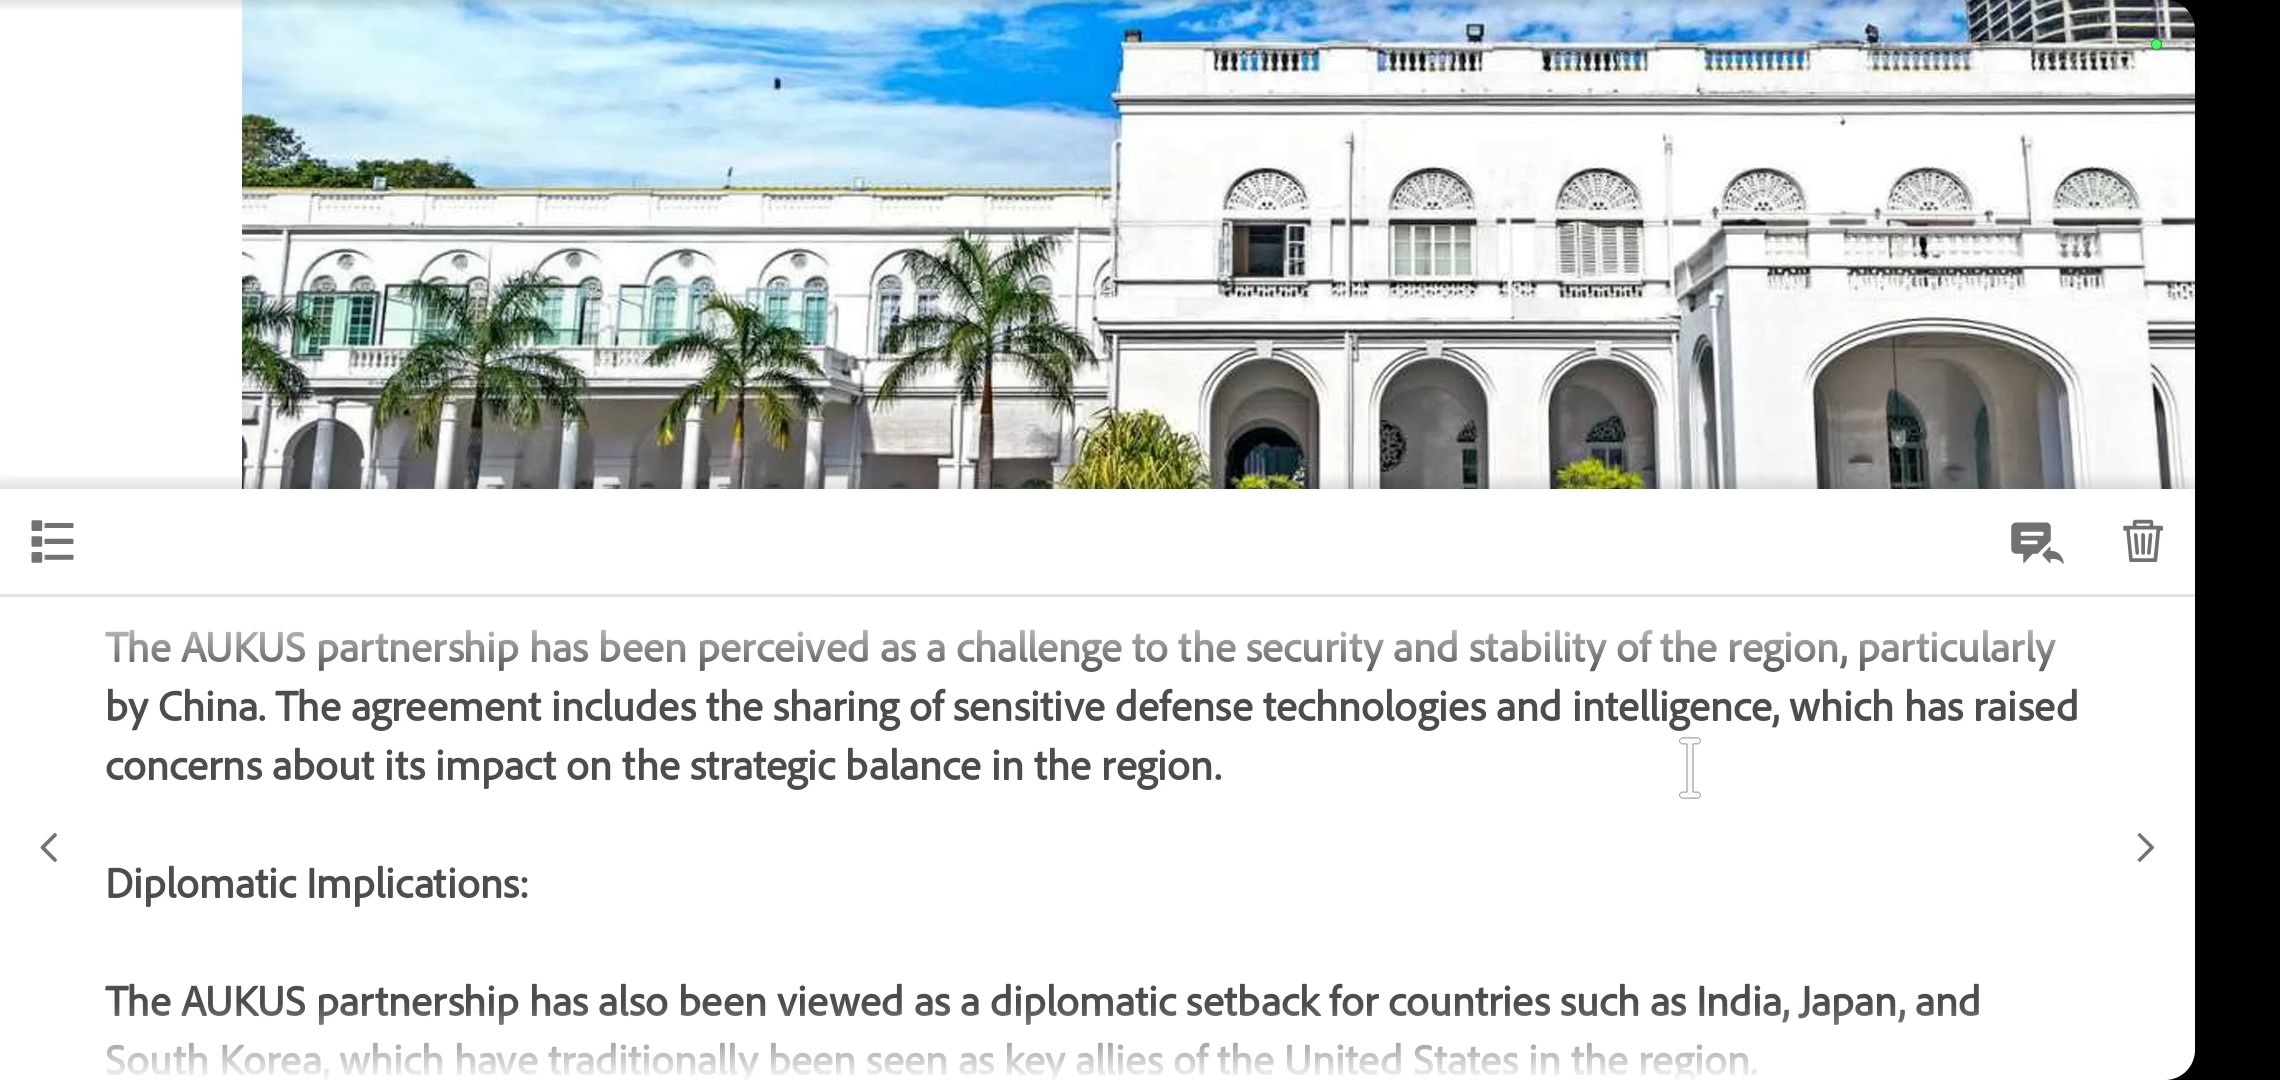 The AUKUS partnership has been perceived as a challenge to the security and stability of the region, particularly
by China. The agreement includes the sharing of sensitive defense technologies and intelligence, which has raised
concerns about its impact on the strategic balance in the region.
Diplomatic Implications:
The AUKUS partnership has also been viewed as a diplomatic setback for countries such as India, Japan, and
South Korea, which have traditionally been seen as key allies of the United States in the region.